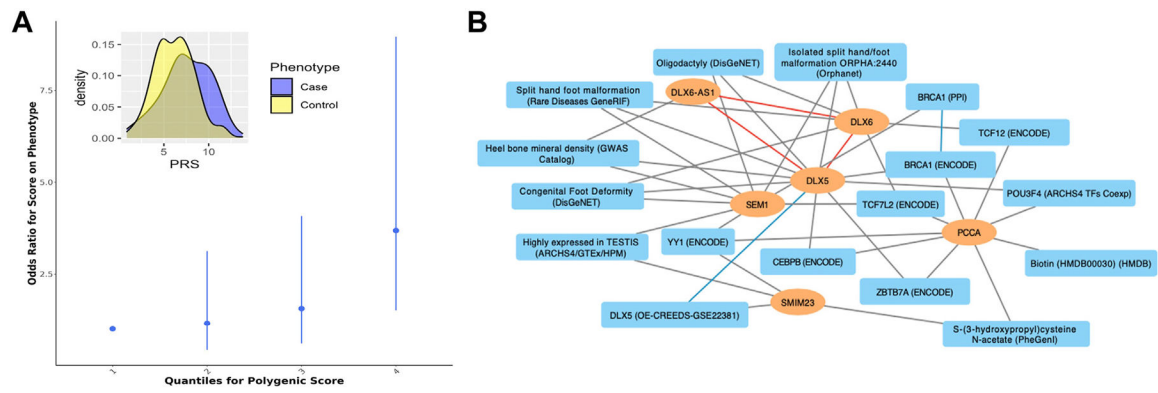 A
Odds Ratio for Score on Phenotype
7.5
5.0
2.5
1
2
3
4
Quantiles for Polygenic Score
density
0.15
0.10
0.05
0.00
5
10
PRS
Phenotype
Case
Control
B
Oligodactyly (DisGeNET)
Isolated split hand/foot
malformation ORPHA:2440
(Orphanet)
Split hand foot malformation
(Rare Diseases GeneRIF)
DLX6-AS1
BRCA1 (PPI)
DLX6
TCF12 (ENCODE)
Heel bone mineral density (GWAS
Catalog)
BRCA1 (ENCODE)
DLX5
Congenital Foot Deformity
(DisGeNET)
POU3F4 (ARCHS4 TFs Coexp)
SEM1
TCF7L2 (ENCODE)
PCCA
Highly expressed in TESTIS
(ARCHS4/GTEx/HPM)
YY1 (ENCODE)
CEBPB (ENCODE)
Biotin (HMDB00030) (HMDB)
ZBTB7A (ENCODE)
SMIM23
DLX5 (OE-CREEDS-GSE22381)
S-(3-hydroxypropyl)cysteine
N-acetate (PheGenI)